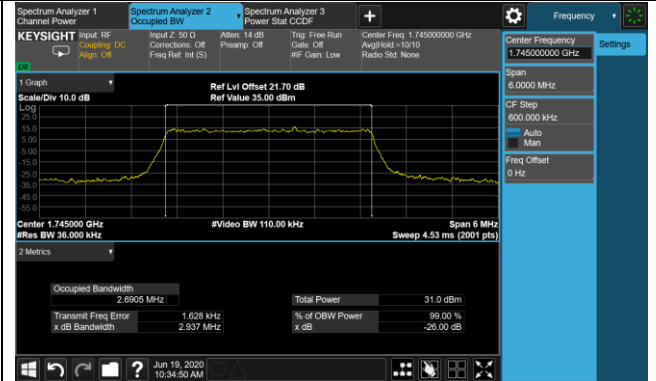 Spectrum Analyzer 1
Channel Power
Spectrum Analyzer 2
Occupied BW
Spectrum Analyzer 3
Power Stat CCDF
+
Frequency
KEYSIGHT
Input: RF
Coupling: DC
Align: Off
Input Z: 50 Ω
Corrections: Off
Freq Ref: Int (S)
Atten: 14 dB
Preamp: Off
Trig: Free Run
Gate: Off
#IF Gain: Low
Center Freq: 1.745000000 GHz
Avg|Hold:>10/10
Radio Std: None
Center Frequency
1.745000000 GHz
Settings
Span
6.0000 MHz
CF Step
600.000 kHz
Auto
Man
Freq Offset
0 Hz
1 Graph
Scale/Div 10.0 dB
Ref Lvl Offset 21.70 dB
Ref Value 35.00 dBm
Log
25.0
15.0
5.00
-5.00
-15.0
-25.0
-35.0
-45.0
-55.0
Center 1.745000 GHz
#Res BW 36.000 kHz
#Video BW 110.00 kHz
Span 6 MHz
Sweep 4.53 ms (2001 pts)
2 Metrics
Occupied Bandwidth
2.6905 MHz
Total Power 31.0 dBm
Transmit Freq Error 1.628 kHz
% of OBW Power 99.00 %
x dB Bandwidth 2.937 MHz
x dB -26.00 dB
?
Jun 19, 2020
10:34:50 AM